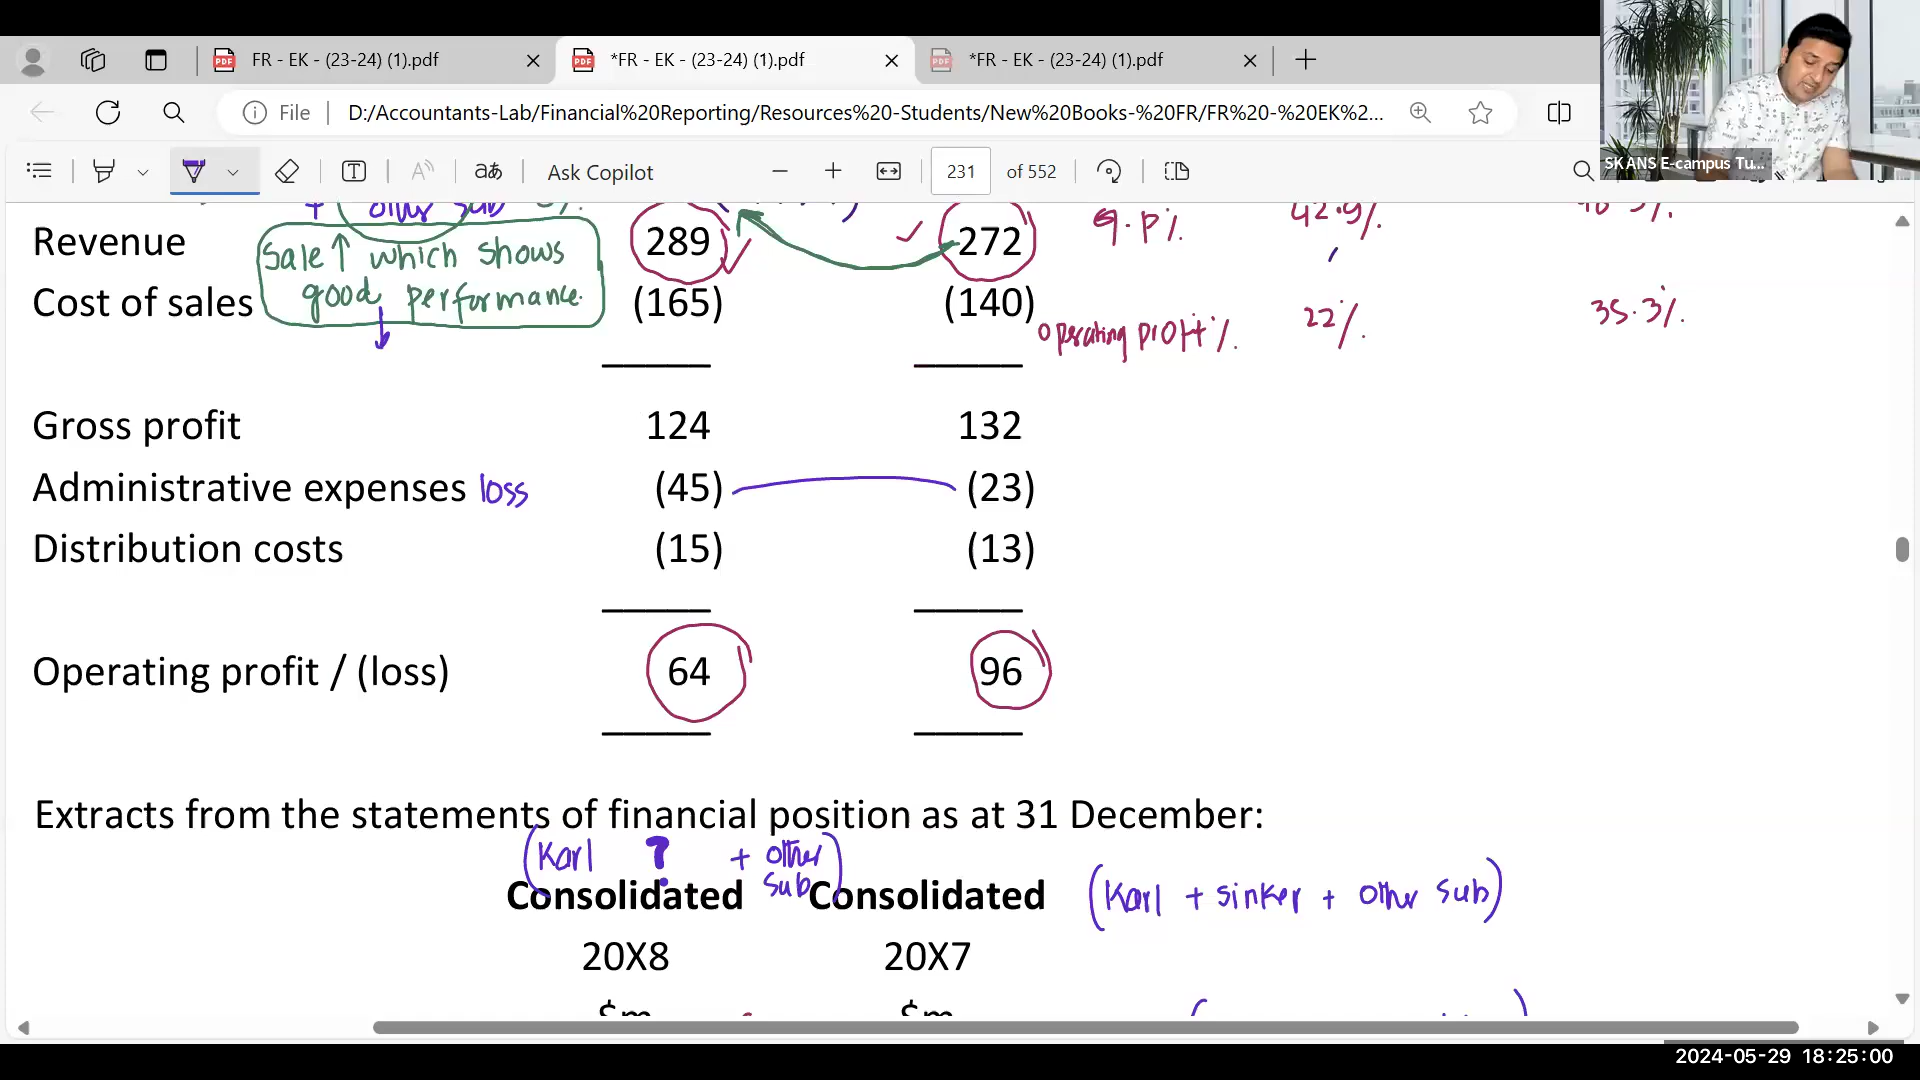 FR - EK - (23-24) (1).pdf
*FR - EK - (23-24) (1).pdf
*FR - EK - (23-24) (1).pdf
File
D:/Accountants-Lab/Financial%20Reporting/Resources%20-Students/New%20Books-%20FR/FR%20-%20EK%2...
Ask Copilot
231 of 552
SKANS E-campus Tu...
+ other sub
G.P%. 42.9%.
Revenue 289 272
Sale ↑ which shows
good performance.
Cost of sales (165) (140)
operating profit%. 22%. 35.3%.
Gross profit 124 132
Administrative expenses loss (45) (23)
Distribution costs (15) (13)
Operating profit / (loss) 64 96
Extracts from the statements of financial position as at 31 December:
(Karl ? + other sub)
Consolidated Consolidated (Karl + sinker + other sub)
20X8 20X7
$m $m
2024-05-29 18:25:00